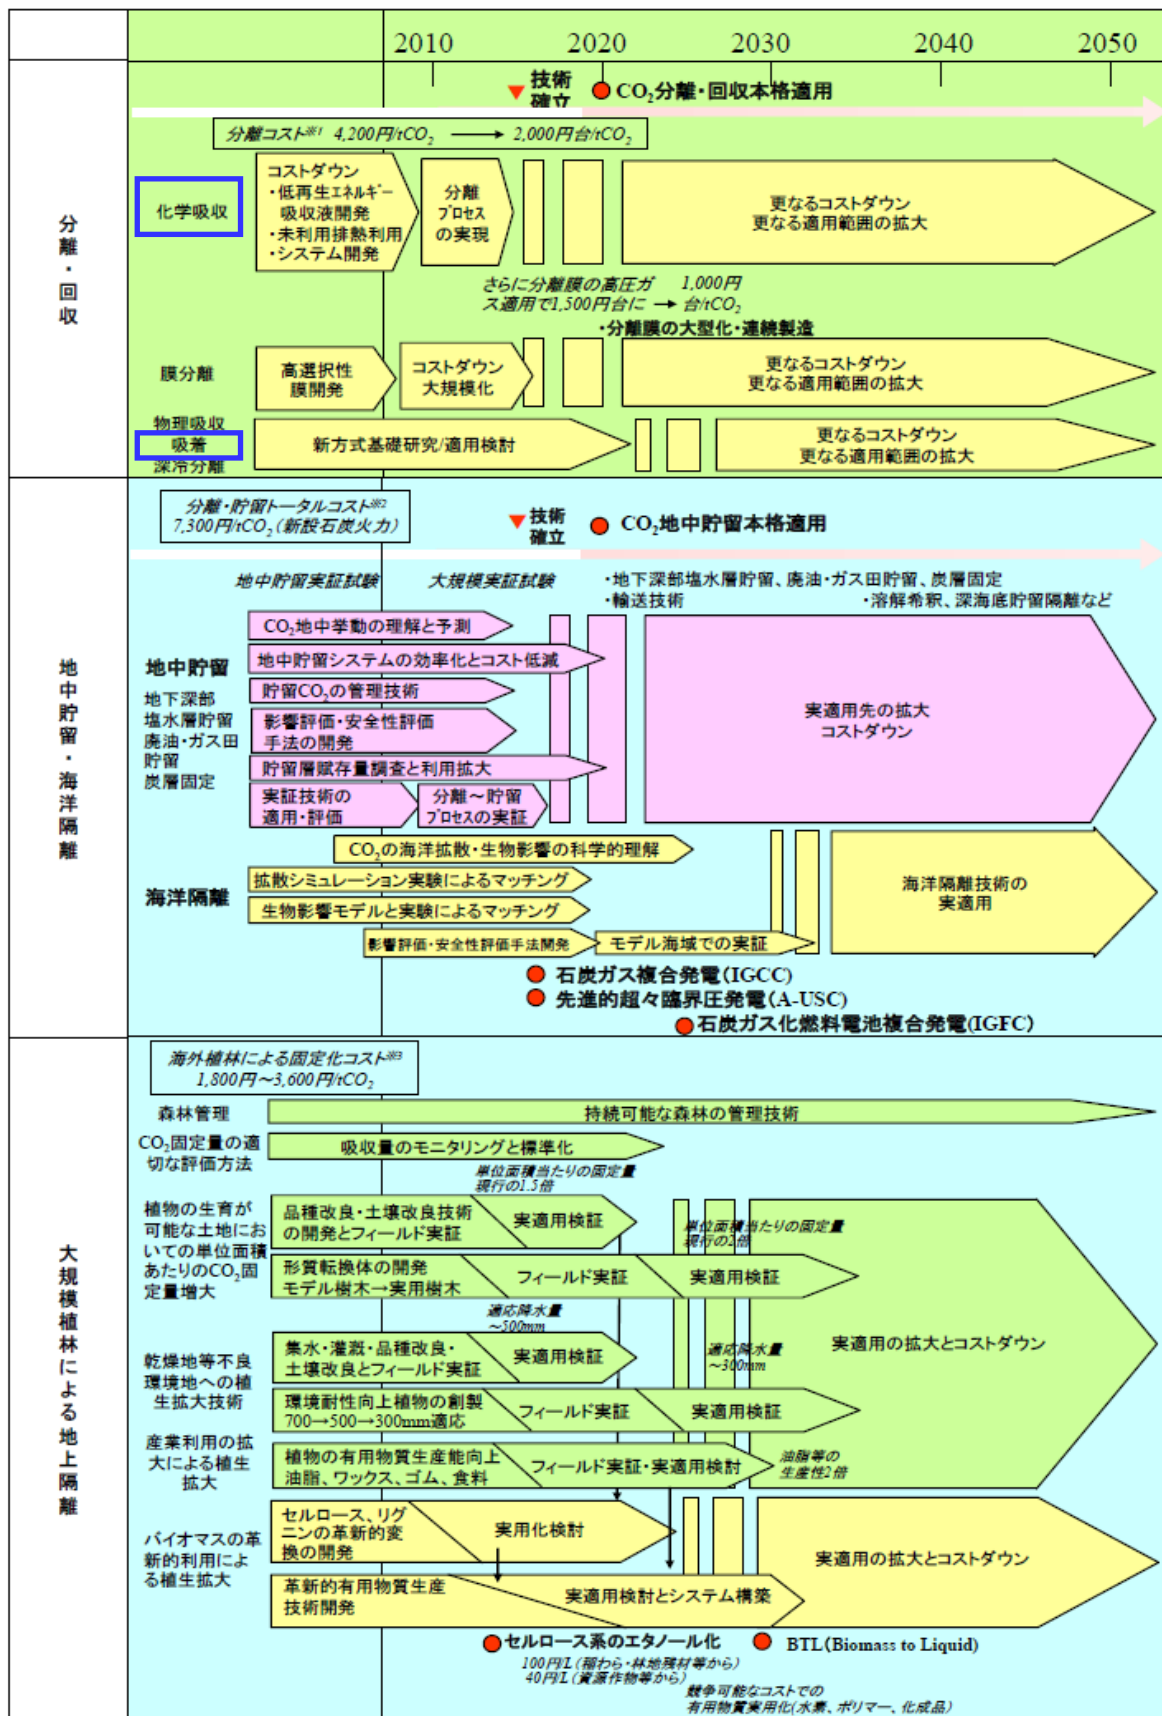 2010
2020
2030
2040
2050
分離・回収
▼技術
確立
CO₂分離・回収本格適用
分離コスト※1 4,200円/tCO₂ → 2,000円台/tCO₂
化学吸収
コストダウン
・低再生エネルギー
吸収液開発
・未利用排熱利用
・システム開発
分離
プロセス
の実現
更なるコストダウン
更なる適用範囲の拡大
さらに分離膜の高圧ガ 1,000円
ス適用で1,500円台に → 台/tCO₂
・分離膜の大型化・連続製造
膜分離
高選択性
膜開発
コストダウン
大規模化
更なるコストダウン
更なる適用範囲の拡大
物理吸収
吸着
深冷分離
新方式基礎研究/適用検討
更なるコストダウン
更なる適用範囲の拡大
地中貯留・海洋隔離
分離・貯留トータルコスト※2
7,300円/tCO₂(新設石炭火力)
▼技術
確立
CO₂地中貯留本格適用
地中貯留実証試験
大規模実証試験
・地下深部塩水層貯留、廃油・ガス田貯留、炭層固定
・輸送技術
・溶解希釈、深海底貯留隔離など
地中貯留
地下深部
塩水層貯留
廃油・ガス田
貯留
炭層固定
CO₂地中挙動の理解と予測
地中貯留システムの効率化とコスト低減
貯留CO₂の管理技術
影響評価・安全性評価
手法の開発
貯留層賦存量調査と利用拡大
実証技術の
適用・評価
分離～貯留
プロセスの実証
実適用先の拡大
コストダウン
海洋隔離
CO₂の海洋拡散・生物影響の科学的理解
拡散シミュレーション実験によるマッチング
生物影響モデルと実験によるマッチング
影響評価・安全性評価手法開発
モデル海域での実証
海洋隔離技術の
実適用
石炭ガス複合発電(IGCC)
先進的超々臨界圧発電(A-USC)
石炭ガス化燃料電池複合発電(IGFC)
大規模植林による地上隔離
海外植林による固定化コスト※3
1,800円～3,600円/tCO₂
森林管理
持続可能な森林の管理技術
CO₂固定量の適
切な評価方法
吸収量のモニタリングと標準化
単位面積当たりの固定量
現行の1.5倍
植物の生育が
可能な土地にお
いての単位面積
あたりのCO₂固
定量増大
品種改良・土壌改良技術
の開発とフィールド実証
実適用検証
単位面積当たりの固定量
現行の2倍
形質転換体の開発
モデル樹木→実用樹木
フィールド実証
実適用検証
適応降水量
～500mm
乾燥地等不良
環境地への植
生拡大技術
集水・灌漑・品種改良・
土壌改良とフィールド実証
実適用検証
適応降水量
～300mm
環境耐性向上植物の創製
700→500→300mm適応
フィールド実証
実適用検証
実適用の拡大とコストダウン
産業利用の拡
大による植生
拡大
植物の有用物質生産能向上
油脂、ワックス、ゴム、食料
フィールド実証・実適用検討
油脂等の
生産性2倍
バイオマスの革
新的利用によ
る植生拡大
セルロース、リグ
ニンの革新的変
換の開発
実用化検討
革新的有用物質生産
技術開発
実適用検討とシステム構築
実適用の拡大とコストダウン
セルロース系のエタノール化
100円/L(稲わら・林地残材等から)
40円/L(資源作物等から)
BTL(Biomass to Liquid)
競争可能なコストでの
有用物質実用化(水素、ポリマー、化成品)